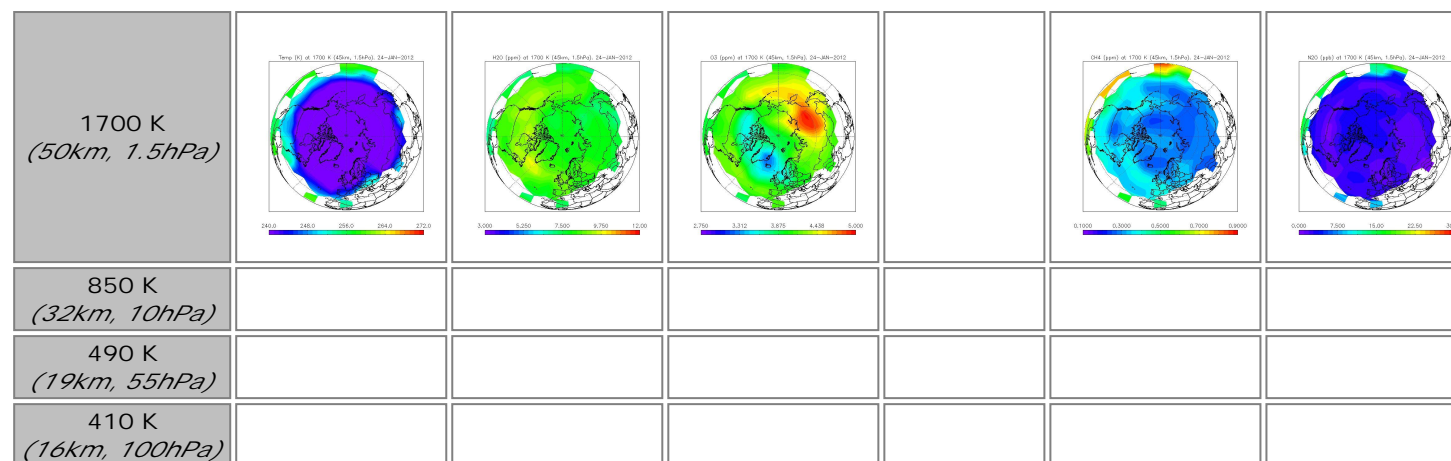 1700 K
(50km, 1.5hPa)
Temp (K) at 1700 K (45km, 1.5hPa), 24-JAN-2012
240.0 248.0 256.0 264.0 272.0
H2O (ppm) at 1700 K (45km, 1.5hPa), 24-JAN-2012
3.000 5.250 7.500 9.750 12.00
O3 (ppm) at 1700 K (45km, 1.5hPa), 24-JAN-2012
2.750 3.312 3.875 4.438 5.000
CH4 (ppm) at 1700 K (45km, 1.5hPa), 24-JAN-2012
0.1000 0.3000 0.5000 0.7000 0.9000
N2O (ppb) at 1700 K (45km, 1.5hPa), 24-JAN-2012
0.000 7.500 15.00 22.50
850 K
(32km, 10hPa)
490 K
(19km, 55hPa)
410 K
(16km, 100hPa)